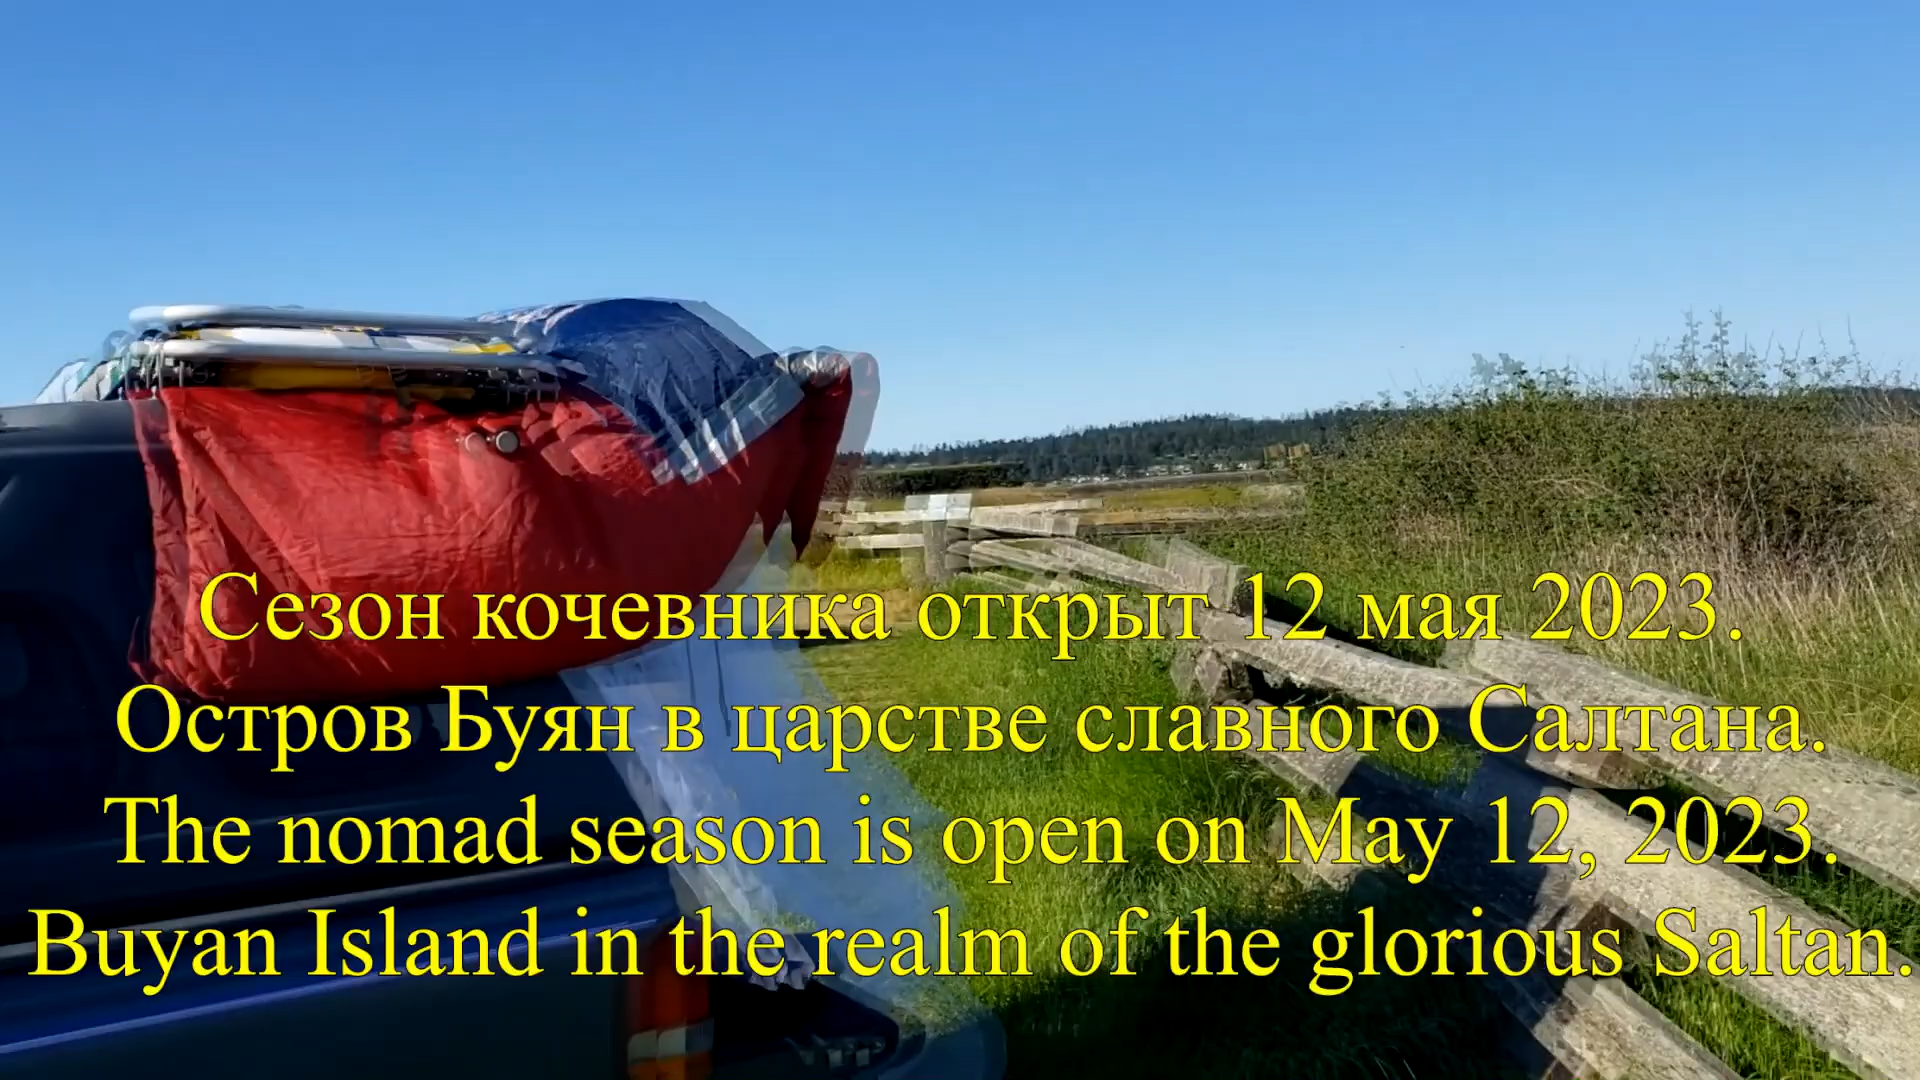 Сезон кочевника открыт 12 мая 2023.
Остров Буян в царстве славного Салтана.
The nomad season is open on May 12, 2023.
Buyan Island in the realm of the glorious Saltan.